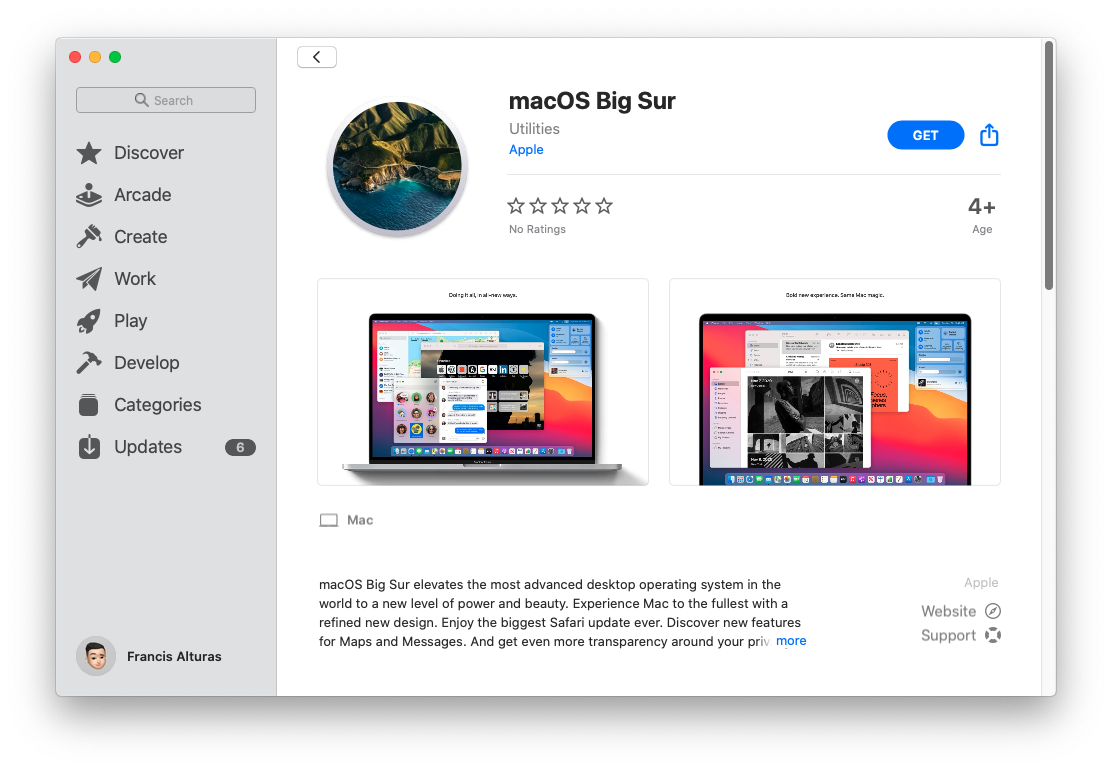 Search
Discover
Arcade
Create
Work
Play
Develop
Categories
Updates
6
Francis Alturas
macOS Big Sur
Utilities
Apple
GET
No Ratings
4+
Age
Doing it all, in all-new ways.
Bold new experience. Same Mac magic.
Mac
macOS Big Sur elevates the most advanced desktop operating system in the
world to a new level of power and beauty. Experience Mac to the fullest with a
refined new design. Enjoy the biggest Safari update ever. Discover new features
for Maps and Messages. And get even more transparency around your priv
more
Apple
Website
Support